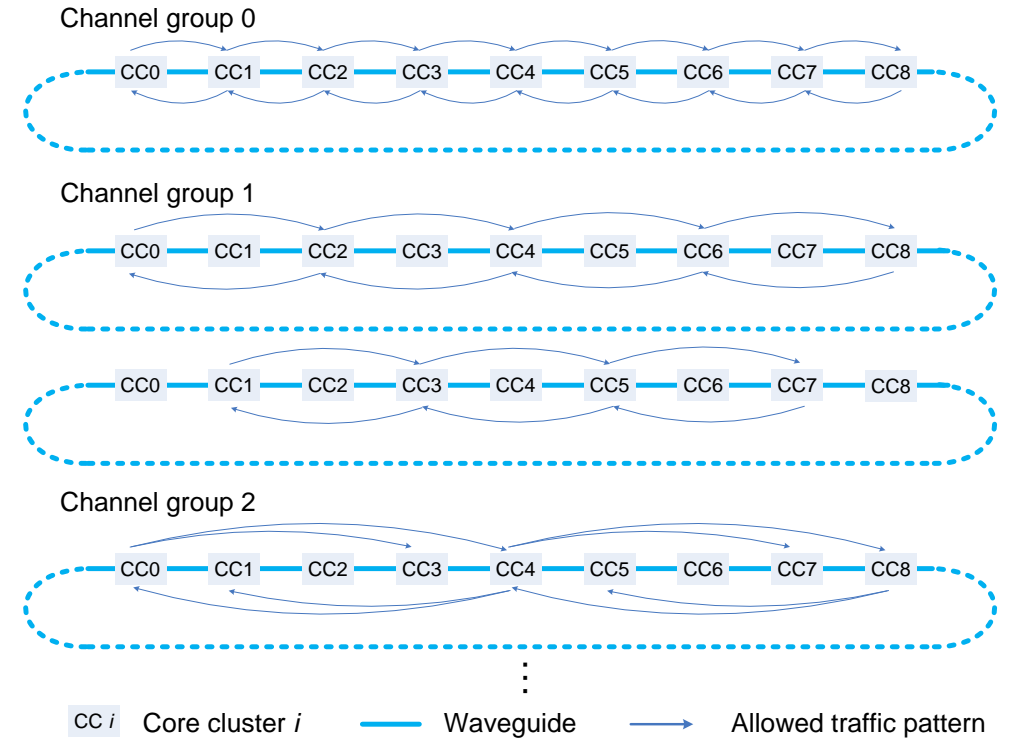 Channel group 0
CC0 CC1 CC2 CC3 CC4 CC5 CC6 CC7 CC8
Channel group 1
CC0 CC1 CC2 CC3 CC4 CC5 CC6 CC7 CC8
CC0 CC1 CC2 CC3 CC4 CC5 CC6 CC7 CC8
Channel group 2
CC0 CC1 CC2 CC3 CC4 CC5 CC6 CC7 CC8
⋮
CC i Core cluster i Waveguide Allowed traffic pattern